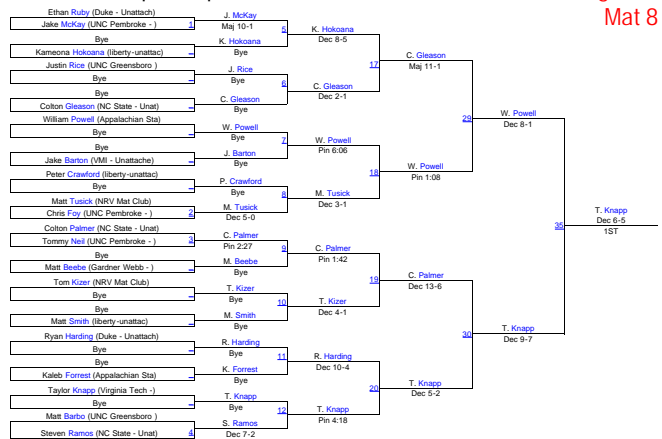 Mat 8
Ethan Ruby (Duke - Unattach)
Jake McKay (UNC Pembroke - )
1
Bye
Kameona Hokoana (liberty-unattac)
Justin Rice (UNC Greensboro )
Bye
Bye
Colton Gleason (NC State - Unat)
William Powell (Appalachian Sta)
Bye
Bye
Jake Barton (VMI - Unattache)
Peter Crawford (liberty-unattac)
Bye
Matt Tusick (NRV Mat Club)
Chris Foy (UNC Pembroke - )
2
Colton Palmer (NC State - Unat)
Tommy Neil (UNC Pembroke - )
3
Bye
Matt Beebe (Gardner Webb - )
Tom Kizer (NRV Mat Club)
Bye
Bye
Matt Smith (liberty-unattac)
Ryan Harding (Duke - Unattach)
Bye
Bye
Kaleb Forrest (Appalachian Sta)
Taylor Knapp (Virginia Tech -)
Bye
Matt Barbo (UNC Greensboro )
Steven Ramos (NC State - Unat)
4
J. McKay
Maj 10-1
5
K. Hokoana
Bye
J. Rice
Bye
6
C. Gleason
Bye
W. Powell
Bye
7
J. Barton
Bye
P. Crawford
Bye
8
M. Tusick
Dec 5-0
C. Palmer
Pin 2:27
9
M. Beebe
Bye
T. Kizer
Bye
10
M. Smith
Bye
R. Harding
Bye
11
K. Forrest
Bye
T. Knapp
Bye
12
S. Ramos
Dec 7-2
K. Hokoana
Dec 8-5
17
C. Gleason
Dec 2-1
W. Powell
Pin 6:06
18
M. Tusick
Dec 3-1
C. Palmer
Pin 1:42
19
T. Kizer
Dec 4-1
R. Harding
Dec 10-4
20
T. Knapp
Pin 4:18
C. Gleason
Maj 11-1
29
W. Powell
Pin 1:08
C. Palmer
Dec 13-6
30
T. Knapp
Dec 5-2
W. Powell
Dec 8-1
35
T. Knapp
Dec 9-7
T. Knapp
Dec 6-5
1ST